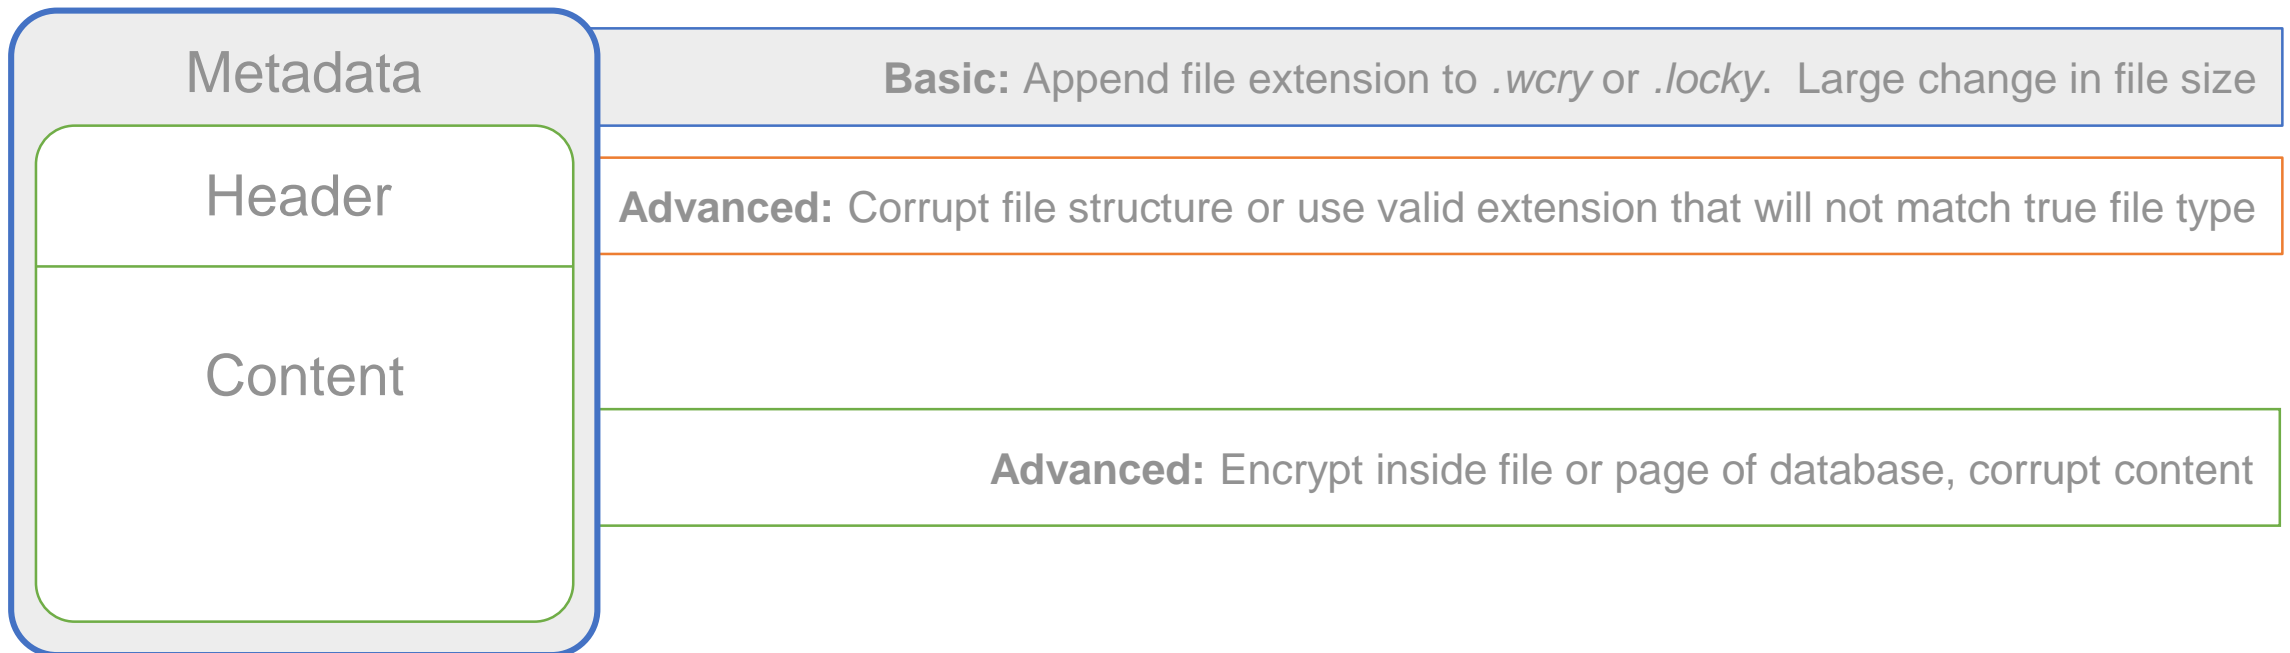 Metadata
Basic: Append file extension to .wcry or .locky.  Large change in file size
Header
Advanced: Corrupt file structure or use valid extension that will not match true file type
Content
Advanced: Encrypt inside file or page of database, corrupt content